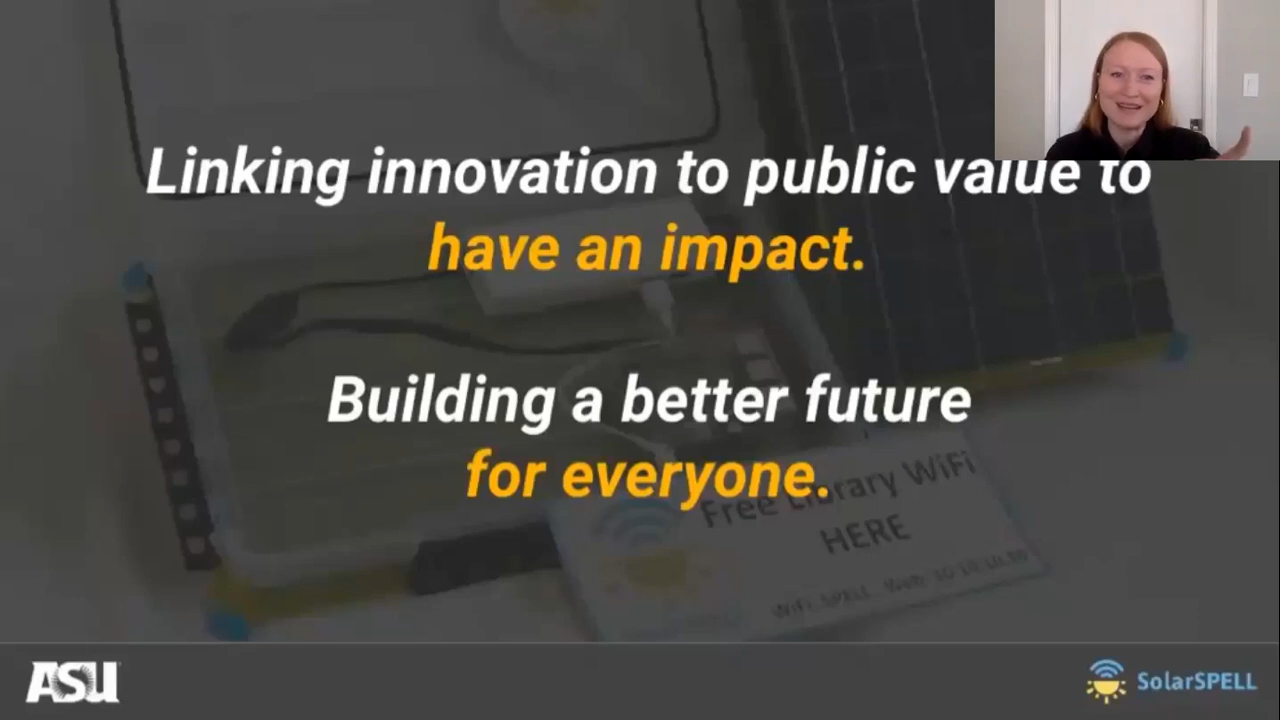 Linking innovation to public value to
have an impact.
Building a better future
for everyone.
Free Library WiFi
HERE
ASU
SolarSPELL